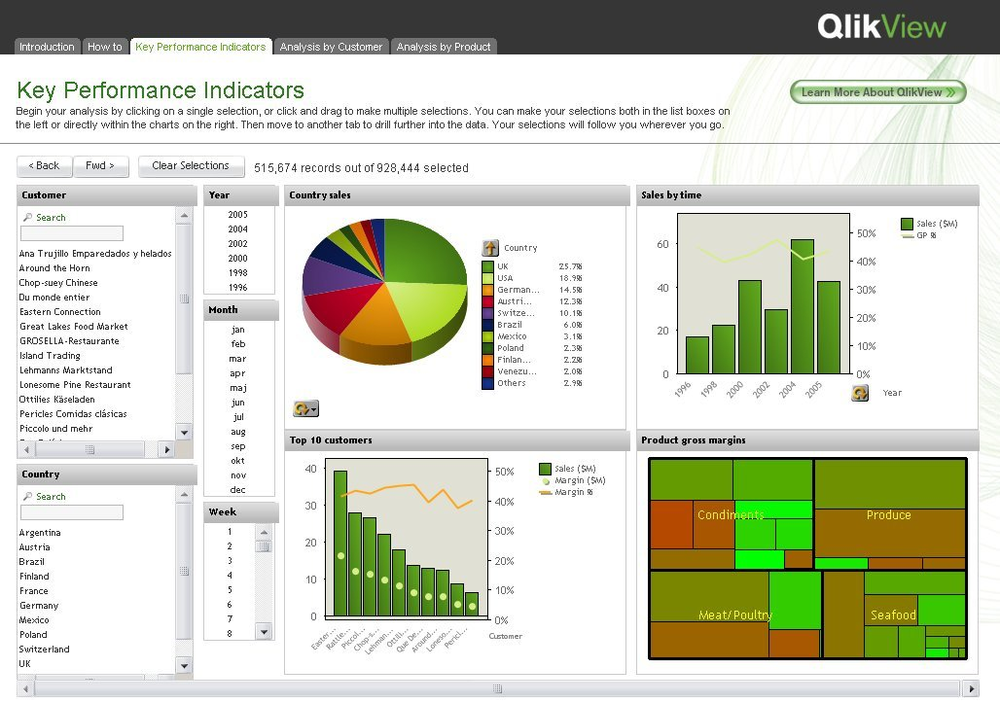 QlikView
Introduction
How to
Key Performance Indicators
Analysis by Customer
Analysis by Product
Key Performance Indicators
Learn More About QlikView »
Begin your analysis by clicking on a single selection, or click and drag to make multiple selections. You can make your selections both in the list boxes on
the left or directly within the charts on the right. Then move to another tab to drill further into the data. Your selections will follow you wherever you go.
< Back
Fwd >
Clear Selections
515,674 records out of 928,444 selected
Customer
Search
Ana Trujillo Emparedados y helados
Around the Horn
Chop-suey Chinese
Du monde entier
Eastern Connection
Great Lakes Food Market
GROSELLA-Restaurante
Island Trading
Lehmanns Marktstand
Lonesome Pine Restaurant
Ottilies Käseladen
Pericles Comidas clásicas
Piccolo und mehr
Country
Search
Argentina
Austria
Brazil
Finland
France
Germany
Mexico
Poland
Switzerland
UK
Year
2005
2004
2002
2000
1998
1996
Month
jan
feb
mar
apr
maj
jun
jul
aug
sep
okt
nov
dec
Week
1
2
3
4
5
6
7
8
Country sales
Country
UK 25.7%
USA 18.9%
German... 14.5%
Austri... 12.3%
Switze... 10.1%
Brazil 6.0%
Mexico 3.1%
Poland 2.3%
Finlan... 2.2%
Venezu... 2.0%
Others 2.9%
Sales by time
Sales ($M)
GP %
60
40
20
0
50%
40%
30%
20%
10%
0%
1996
1998
2000
2002
2004
2005
Year
Top 10 customers
Sales ($M)
Margin ($M)
Margin %
40
30
20
10
0
50%
40%
30%
20%
10%
0%
Easter...
Rattle...
Piccol...
Chop-s...
Lehman...
Ottili...
Que De...
Around...
Loneso...
Pericl...
Customer
Product gross margins
Condiments
Produce
Meat/Poultry
Seafood